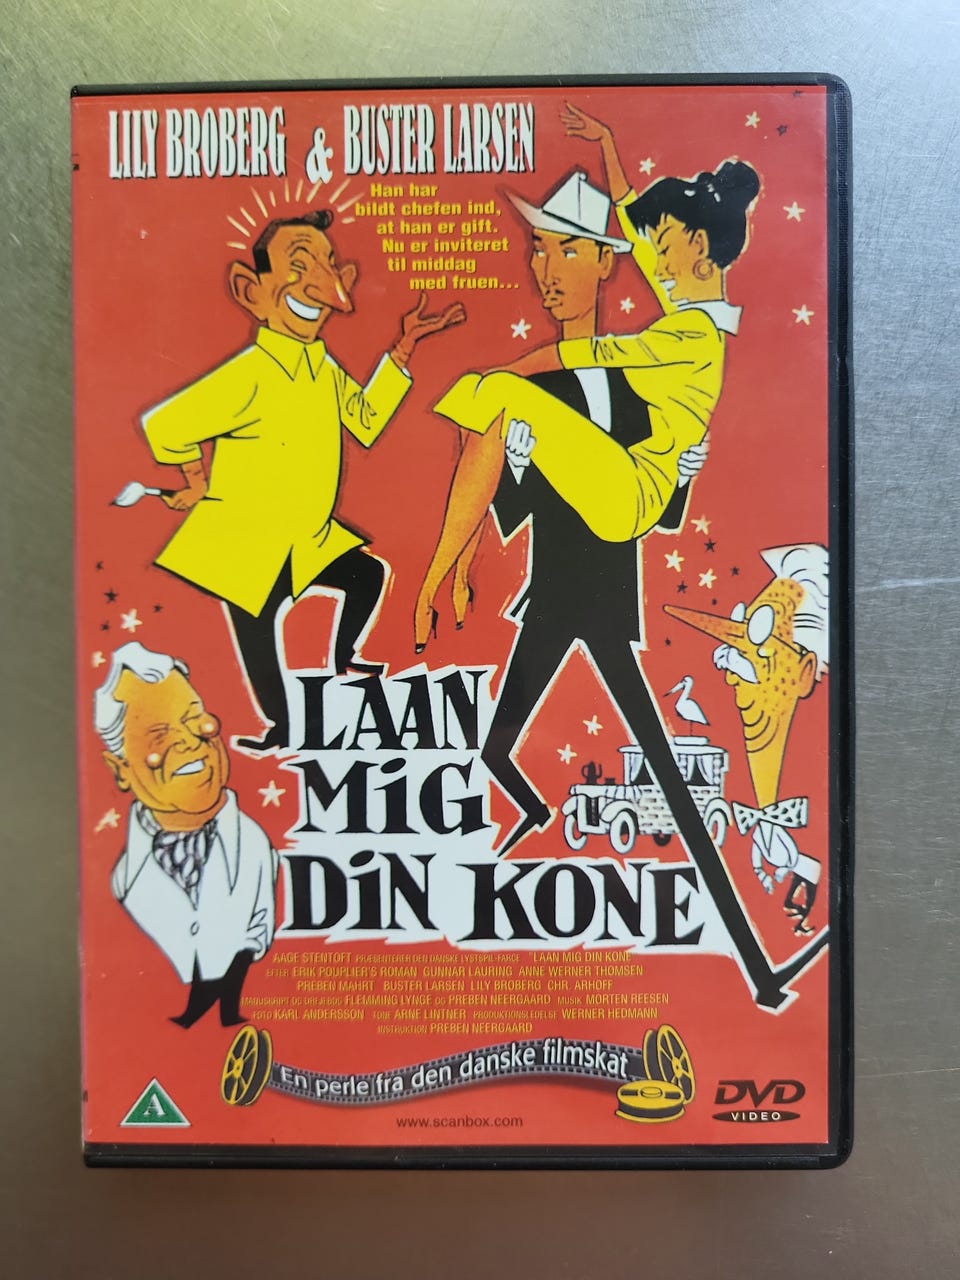 LILY BROBERG & BUSTER LARSEN
Han har
bildt chefen ind,
at han er gift.
Nu er inviteret
til middag
med fruen...
LAAN
MiG
DiN KONE
AAGE STENTOFT PRÆSENTERER DEN DANSKE LYSTSPIL-FARCE "LAAN MIG DIN KONE"
EFTER ERIK POUPLIER'S ROMAN GUNNAR LAURING ANNE WERNER THOMSEN
PREBEN MAHRT BUSTER LARSEN LILY BROBERG CHR. ARHOFF
MANUSKRIPT OG DREJEBOG FLEMMING LYNGE OG PREBEN NEERGAARD MUSIK MORTEN REESEN
FOTO KARL ANDERSSON TONE ARNE LINTNER PRODUKTIONSLEDELSE WERNER HEDMANN
INSTRUKTION PREBEN NEERGAARD
En perle fra den danske filmskat
A
www.scanbox.com
DVD
VIDEO